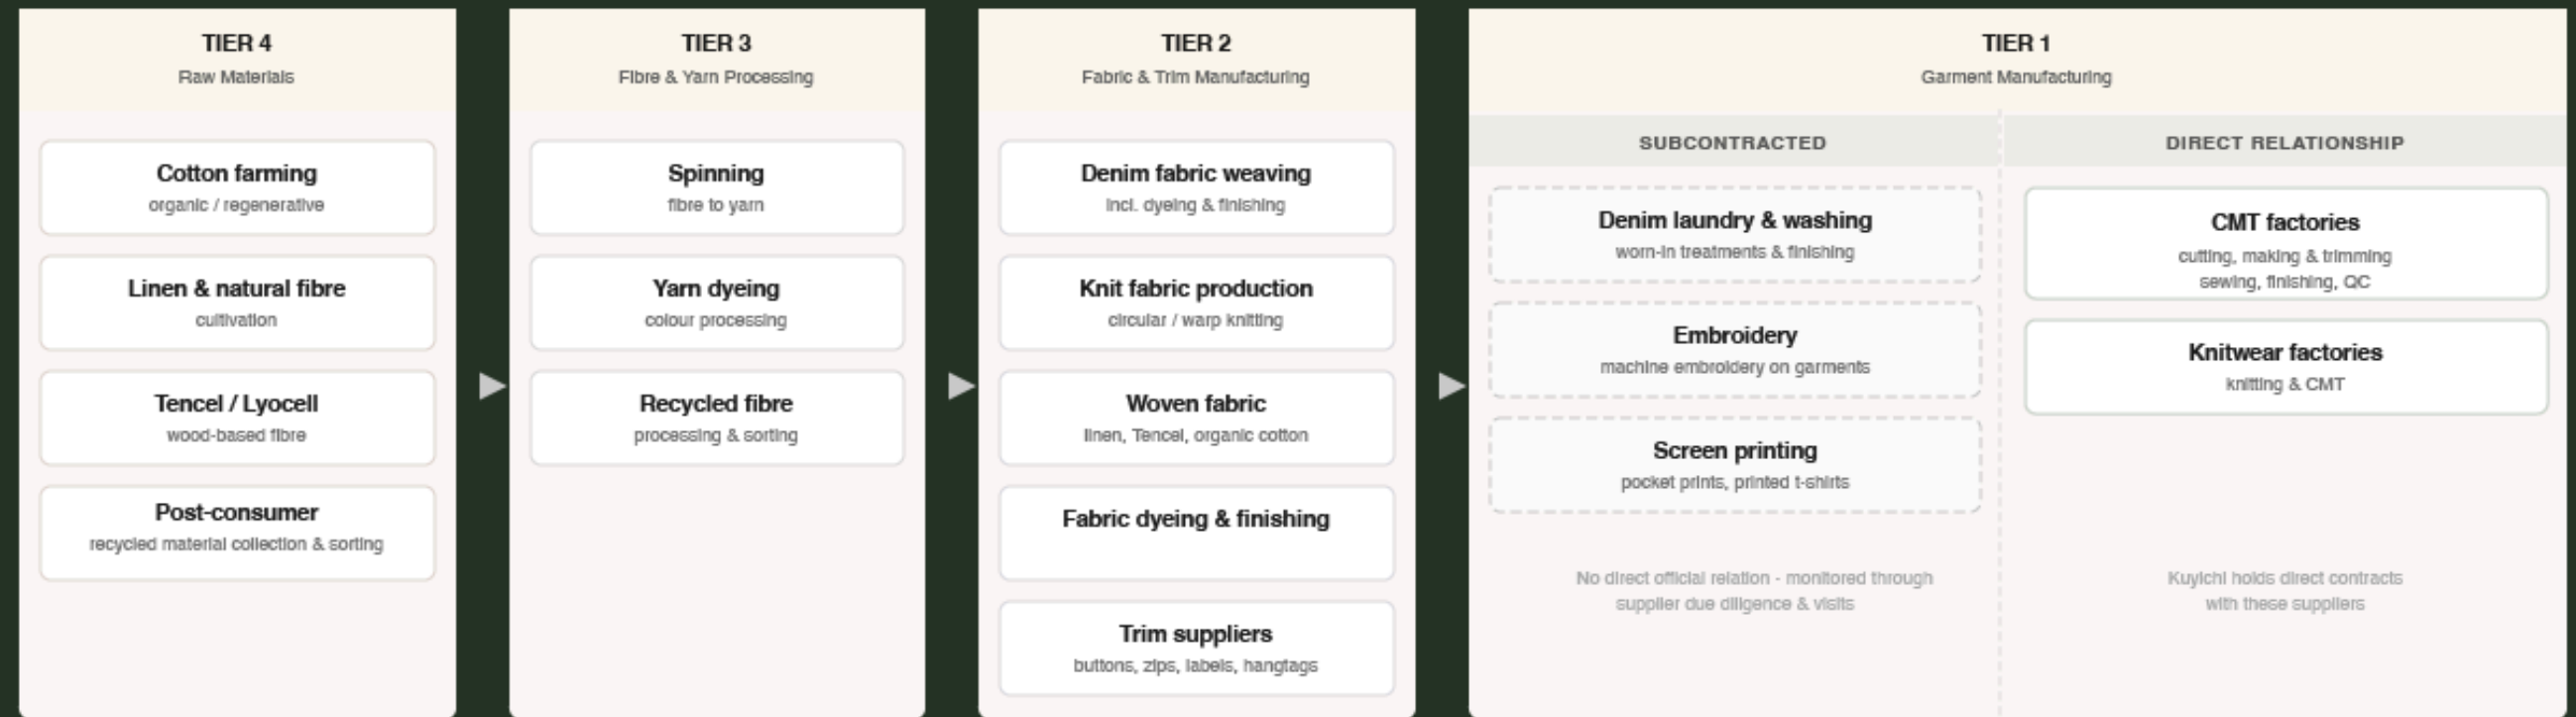 TIER 4
Raw Materials
Cotton farming
organic / regenerative
Linen & natural fibre
cultivation
Tencel / Lyocell
wood-based fibre
Post-consumer
recycled material collection & sorting
TIER 3
Fibre & Yarn Processing
Spinning
fibre to yarn
Yarn dyeing
colour processing
Recycled fibre
processing & sorting
TIER 2
Fabric & Trim Manufacturing
Denim fabric weaving
incl. dyeing & finishing
Knit fabric production
circular / warp knitting
Woven fabric
linen, Tencel, organic cotton
Fabric dyeing & finishing
Trim suppliers
buttons, zips, labels, hangtags
TIER 1
Garment Manufacturing
SUBCONTRACTED
Denim laundry & washing
worn-in treatments & finishing
Embroidery
machine embroidery on garments
Screen printing
pocket prints, printed t-shirts
No direct official relation - monitored through
supplier due diligence & visits
DIRECT RELATIONSHIP
CMT factories
cutting, making & trimming
sewing, finishing, QC
Knitwear factories
knitting & CMT
Kuyichi holds direct contracts
with these suppliers